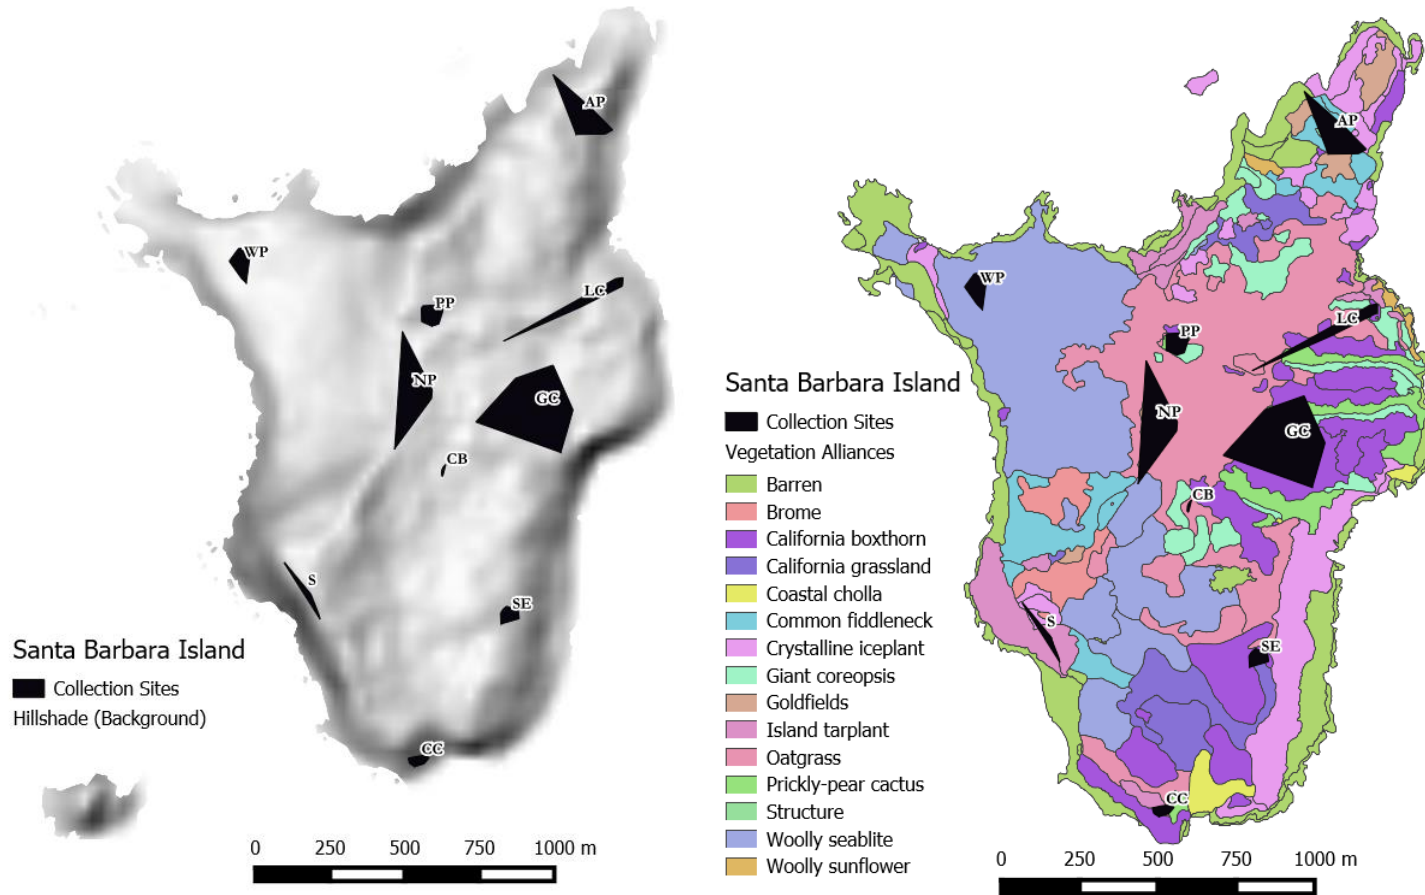 AP
WP
PP
LC
NP
GC
CB
S
SE
CC
Santa Barbara Island
Collection Sites
Hillshade (Background)
0 250 500 750 1000 m
AP
WP
PP
LC
NP
GC
CB
S
SE
CC
Santa Barbara Island
Collection Sites
Vegetation Alliances
Barren
Brome
California boxthorn
California grassland
Coastal cholla
Common fiddleneck
Crystalline iceplant
Giant coreopsis
Goldfields
Island tarplant
Oatgrass
Prickly-pear cactus
Structure
Woolly seablite
Woolly sunflower
0 250 500 750 1000 m